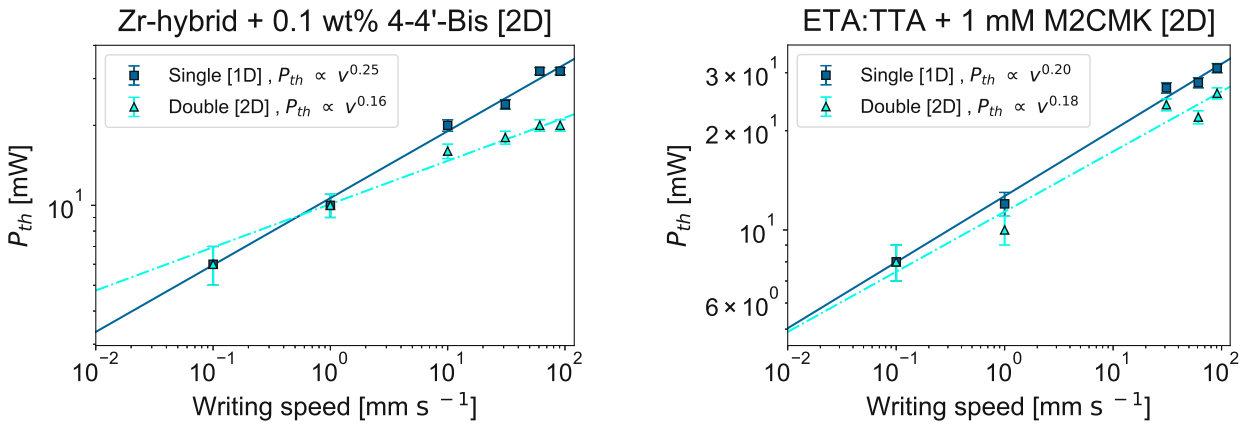 Zr-hybrid + 0.1 wt% 4-4'-Bis [2D]
Single [1D] , P_th ∝ v^0.25
Double [2D] , P_th ∝ v^0.16
P_th [mW]
10^1
10^−2 10^−1 10^0 10^1 10^2
Writing speed [mm s ^−1]
ETA:TTA + 1 mM M2CMK [2D]
Single [1D] , P_th ∝ v^0.20
Double [2D] , P_th ∝ v^0.18
P_th [mW]
3 × 10^1
2 × 10^1
10^1
6 × 10^0
10^−2 10^−1 10^0 10^1 10^2
Writing speed [mm s ^−1]